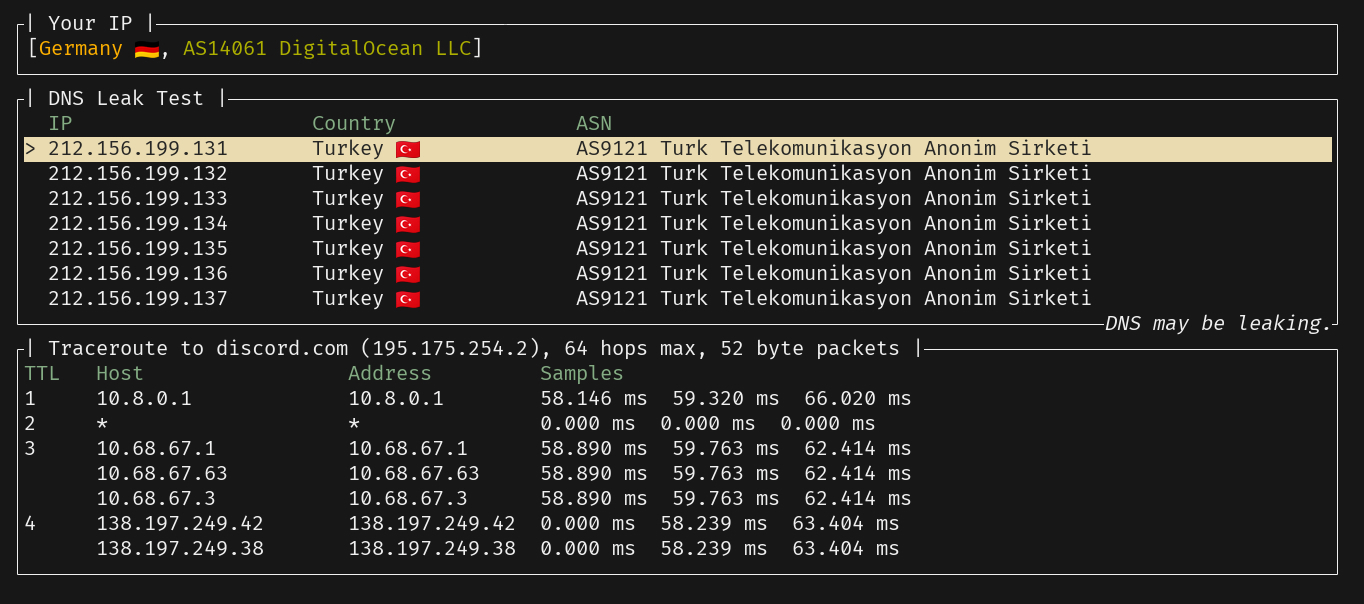 Your IP
[Germany 🇩🇪, AS14061 DigitalOcean LLC]
DNS Leak Test
IP Country ASN
> 212.156.199.131 Turkey 🇹🇷 AS9121 Turk Telekomunikasyon Anonim Sirketi
212.156.199.132 Turkey 🇹🇷 AS9121 Turk Telekomunikasyon Anonim Sirketi
212.156.199.133 Turkey 🇹🇷 AS9121 Turk Telekomunikasyon Anonim Sirketi
212.156.199.134 Turkey 🇹🇷 AS9121 Turk Telekomunikasyon Anonim Sirketi
212.156.199.135 Turkey 🇹🇷 AS9121 Turk Telekomunikasyon Anonim Sirketi
212.156.199.136 Turkey 🇹🇷 AS9121 Turk Telekomunikasyon Anonim Sirketi
212.156.199.137 Turkey 🇹🇷 AS9121 Turk Telekomunikasyon Anonim Sirketi
DNS may be leaking.
Traceroute to discord.com (195.175.254.2), 64 hops max, 52 byte packets
TTL Host Address Samples
1 10.8.0.1 10.8.0.1 58.146 ms 59.320 ms 66.020 ms
2 * * 0.000 ms 0.000 ms 0.000 ms
3 10.68.67.1 10.68.67.1 58.890 ms 59.763 ms 62.414 ms
10.68.67.63 10.68.67.63 58.890 ms 59.763 ms 62.414 ms
10.68.67.3 10.68.67.3 58.890 ms 59.763 ms 62.414 ms
4 138.197.249.42 138.197.249.42 0.000 ms 58.239 ms 63.404 ms
138.197.249.38 138.197.249.38 0.000 ms 58.239 ms 63.404 ms